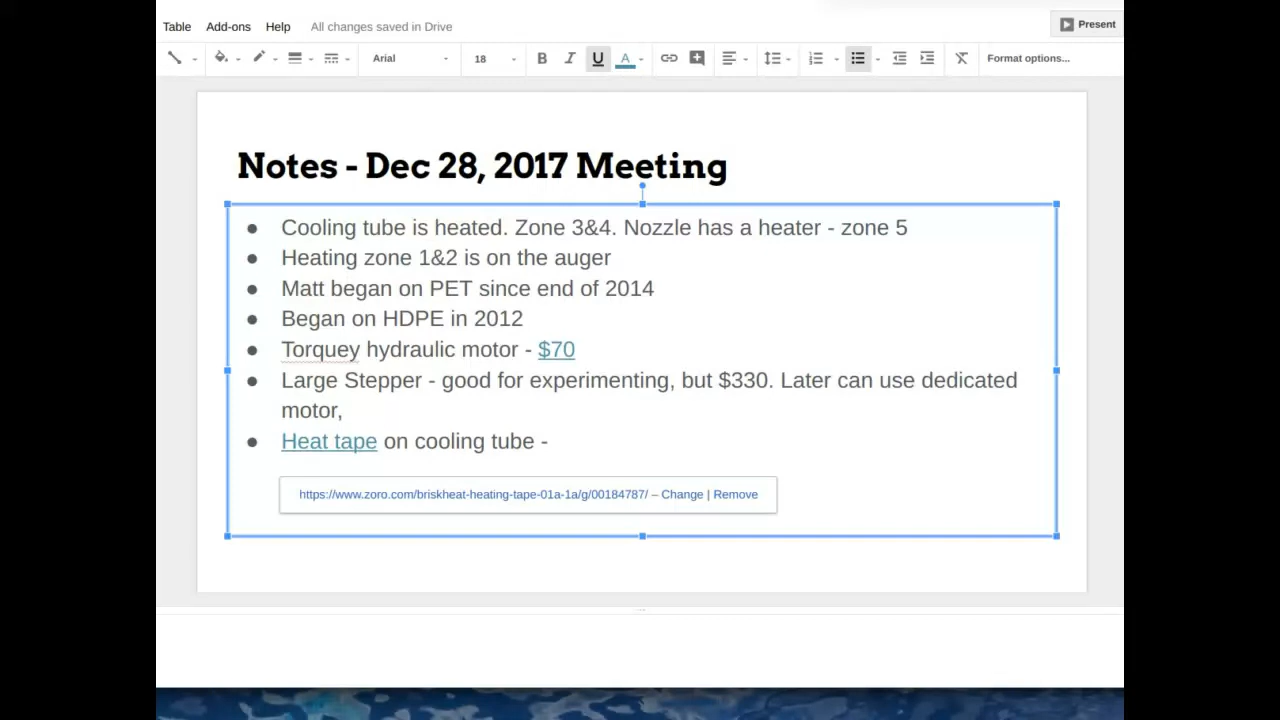 Table Add-ons Help All changes saved in Drive Present
Arial 18 B I U A Format options...
Notes - Dec 28, 2017 Meeting
● Cooling tube is heated. Zone 3&4. Nozzle has a heater - zone 5
● Heating zone 1&2 is on the auger
● Matt began on PET since end of 2014
● Began on HDPE in 2012
● Torquey hydraulic motor - $70
● Large Stepper - good for experimenting, but $330. Later can use dedicated
motor,
● Heat tape on cooling tube -
https://www.zoro.com/briskheat-heating-tape-01a-1a/g/00184787/ – Change | Remove